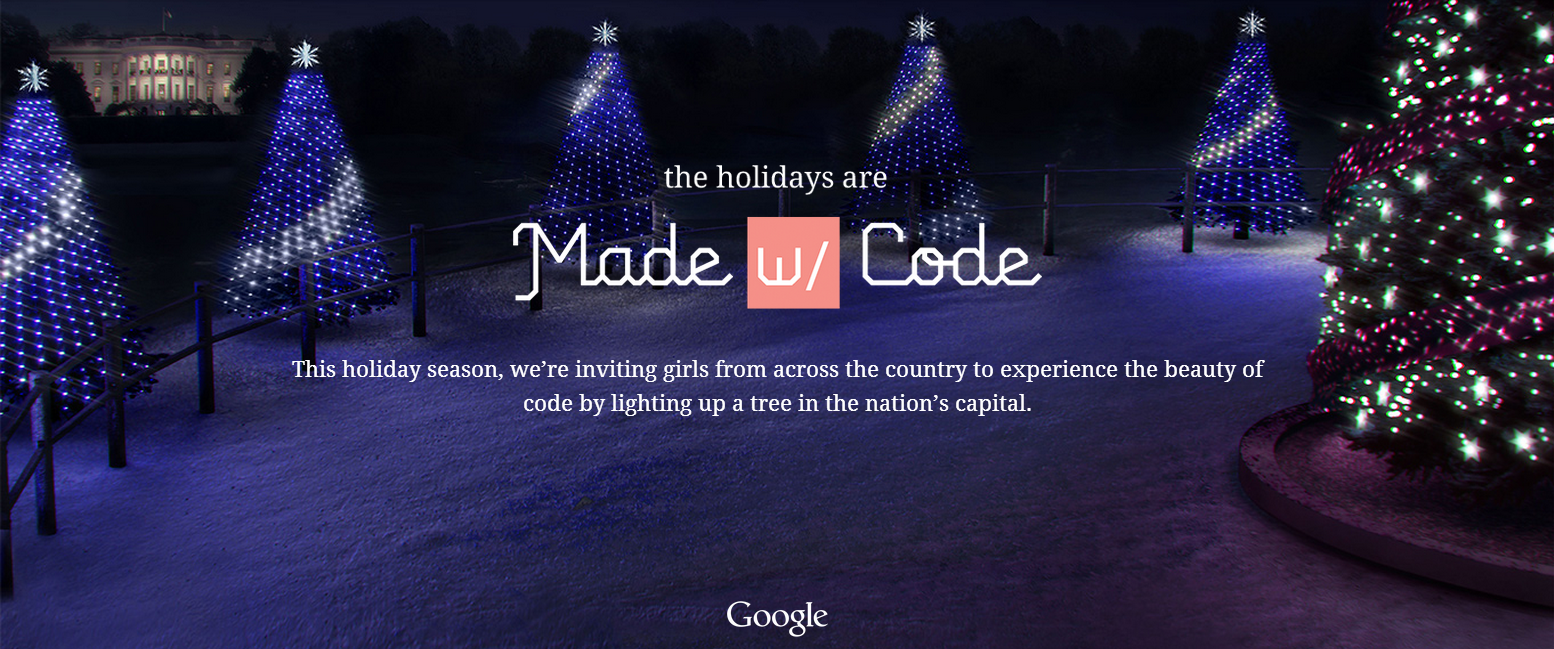 the holidays are
Made w/ Code
This holiday season, we’re inviting girls from across the country to experience the beauty of
code by lighting up a tree in the nation’s capital.
Google